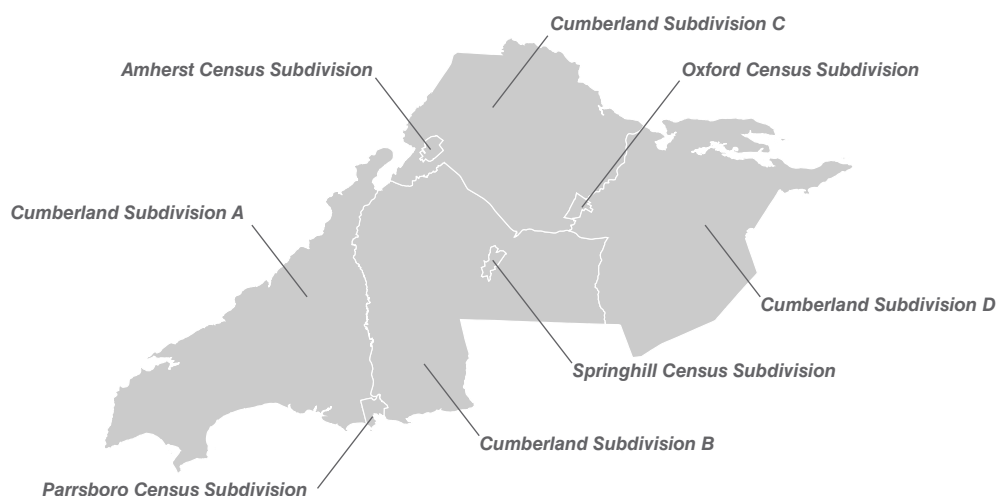 Cumberland Subdivision C
Amherst Census Subdivision
Oxford Census Subdivision
Cumberland Subdivision A
Cumberland Subdivision D
Springhill Census Subdivision
Cumberland Subdivision B
Parrsboro Census Subdivision